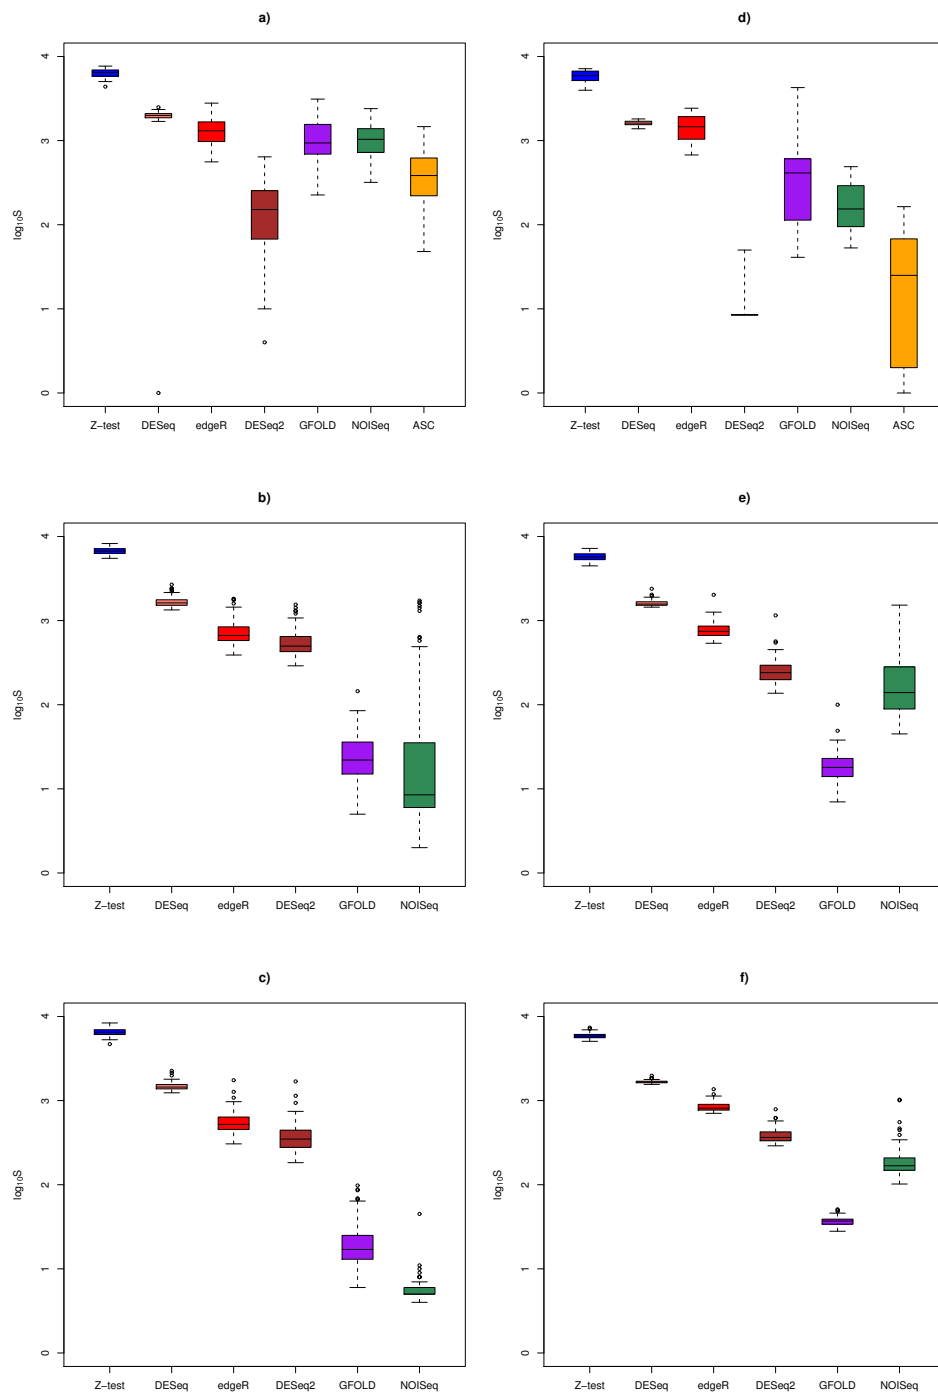 a)
4
3
2
1
0
log10S
Z-test DESeq edgeR DESeq2 GFOLD NOISeq ASC
d)
4
3
2
1
0
log10S
Z-test DESeq edgeR DESeq2 GFOLD NOISeq ASC
b)
4
3
2
1
0
log10S
Z-test DESeq edgeR DESeq2 GFOLD NOISeq
e)
4
3
2
1
0
log10S
Z-test DESeq edgeR DESeq2 GFOLD NOISeq
c)
4
3
2
1
0
log10S
Z-test DESeq edgeR DESeq2 GFOLD NOISeq
f)
4
3
2
1
0
log10S
Z-test DESeq edgeR DESeq2 GFOLD NOISeq